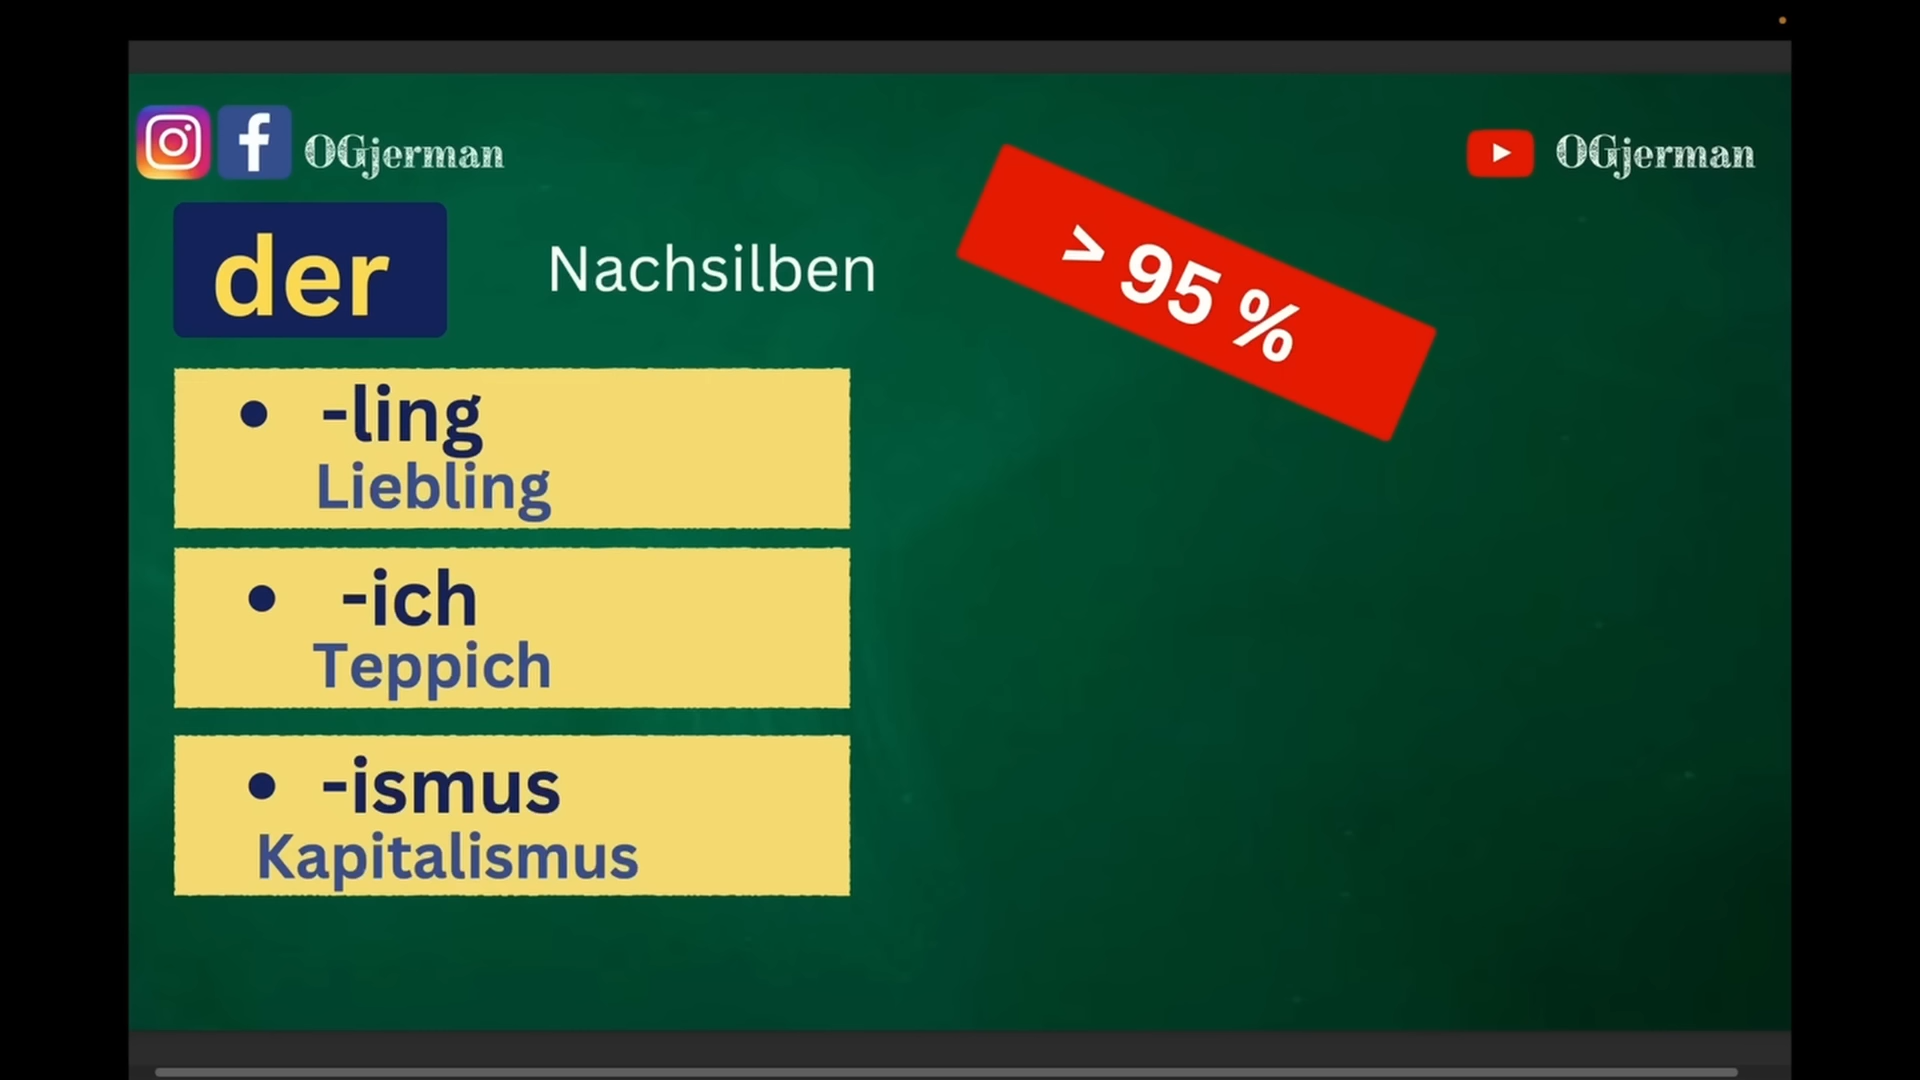 OGjerman
OGjerman
der
Nachsilben
> 95 %
• -ling
Liebling
• -ich
Teppich
• -ismus
Kapitalismus